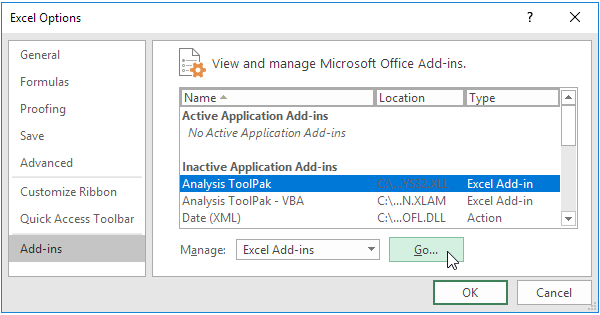 Excel Options
?
General
Formulas
Proofing
Save
Advanced
Customize Ribbon
Quick Access Toolbar
Add-ins
View and manage Microsoft Office Add-ins.
Name Location Type
Active Application Add-ins
No Active Application Add-ins
Inactive Application Add-ins
Analysis ToolPak Excel Add-in
Analysis ToolPak - VBA C:\...N.XLAM Excel Add-in
Date (XML) C:\...OFL.DLL Action
Manage: Excel Add-ins Go...
OK Cancel